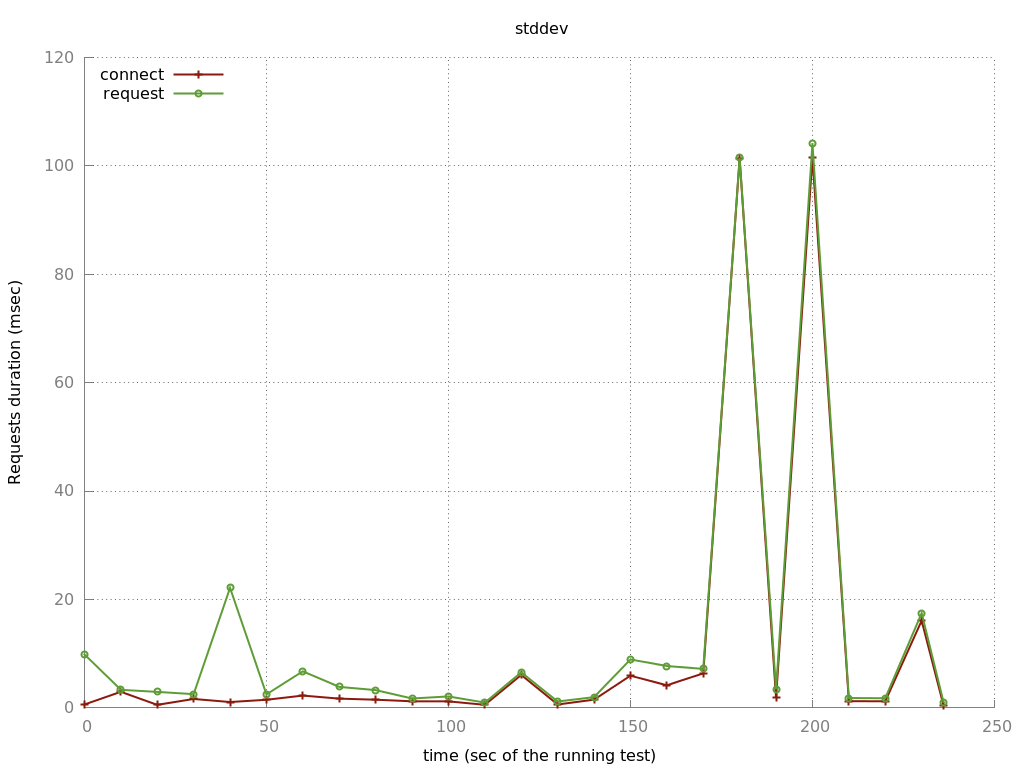 stddev
120
connect
request
100
80
60
40
20
0
Requests duration (msec)
0 50 100 150 200 250
time (sec of the running test)